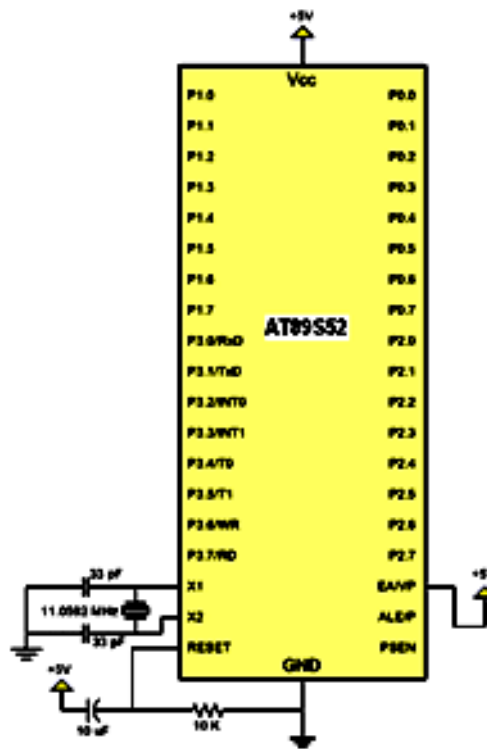 +5V
Vcc
P1.0 P0.0
P1.1 P0.1
P1.2 P0.2
P1.3 P0.3
P1.4 P0.4
P1.5 P0.5
P1.6 P0.6
P1.7 P0.7
AT89S52
P3.0/RxD P2.0
P3.1/TxD P2.1
P3.2/INT0 P2.2
P3.3/INT1 P2.3
P3.4/T0 P2.4
P3.5/T1 P2.5
P3.6/WR P2.6
P3.7/RD P2.7
33 pF
X1 EA/VP
+5V
11.0592 MHz
X2 ALE/P
33 pF
RESET PSEN
GND
+5V
10 uF
10 K